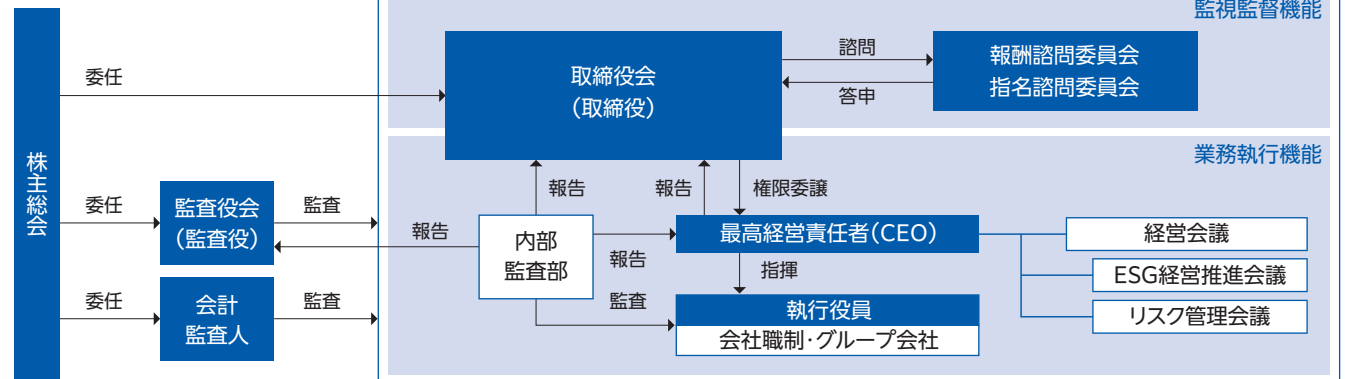 監視監督機能
株主総会
委任
取締役会
(取締役)
諮問
答申
報酬諮問委員会
指名諮問委員会
業務執行機能
報告
報告
権限委譲
委任
監査役会
(監査役)
監査
報告
内部
監査部
報告
最高経営責任者(CEO)
経営会議
ESG経営推進会議
リスク管理会議
指揮
委任
会計
監査人
監査
監査
執行役員
会社職制・グループ会社